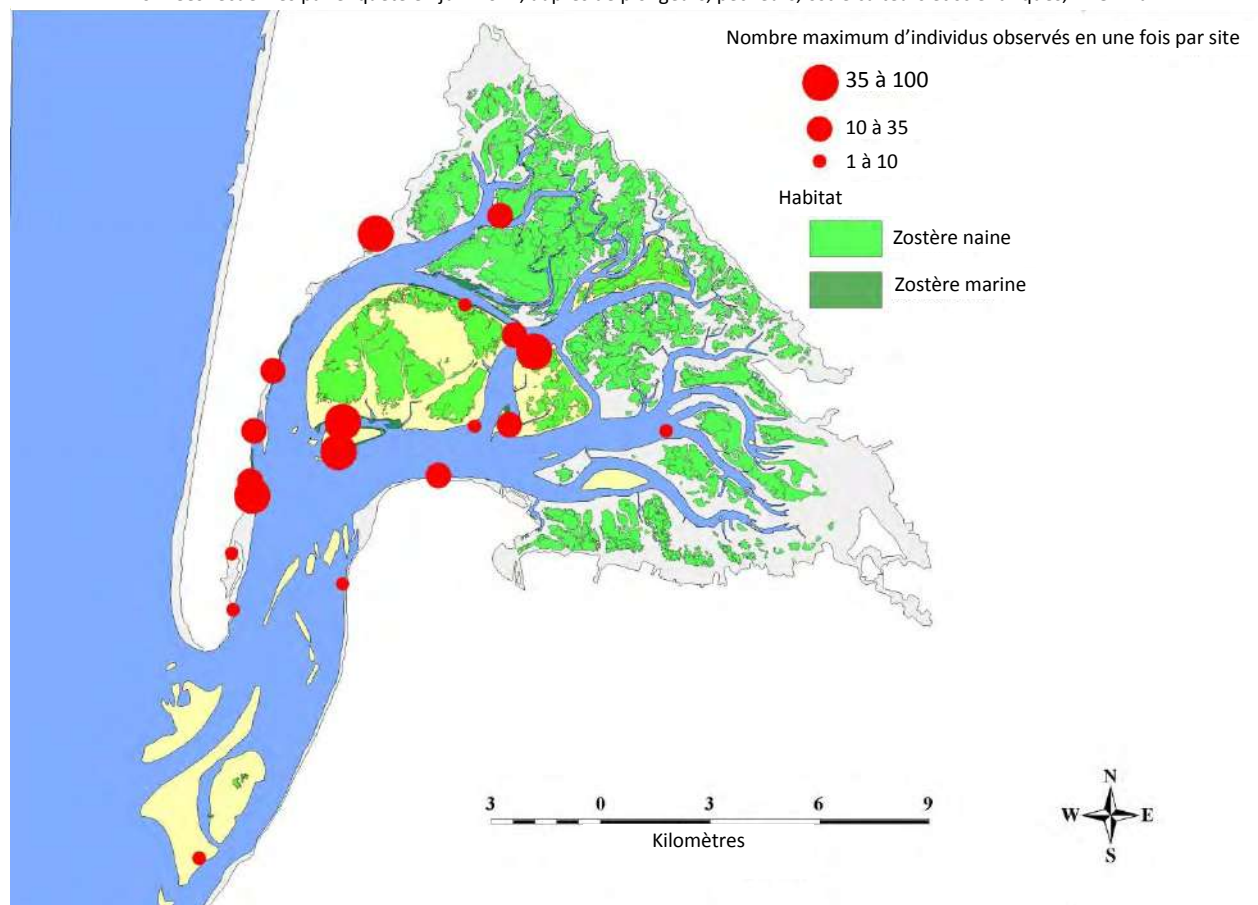 Nombre maximum d'individus observés en une fois par site
35 à 100
10 à 35
1 à 10
Habitat
Zostère naine
Zostère marine
3 0 3 6 9
Kilomètres
N
W E
S